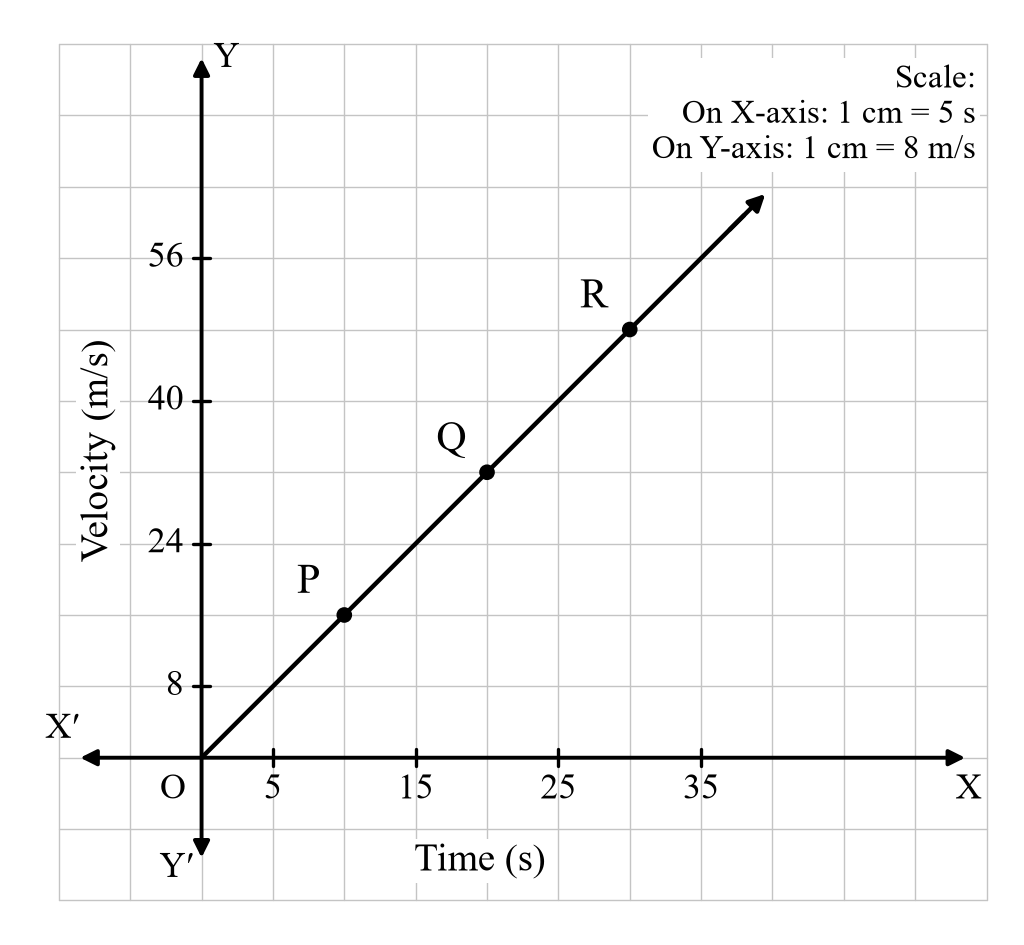 Y
Scale:
On X-axis: 1 cm = 5 s
On Y-axis: 1 cm = 8 m/s
56
R
Velocity (m/s)
40
Q
24
P
8
X′
O
5
15
25
35
X
Y′
Time (s)